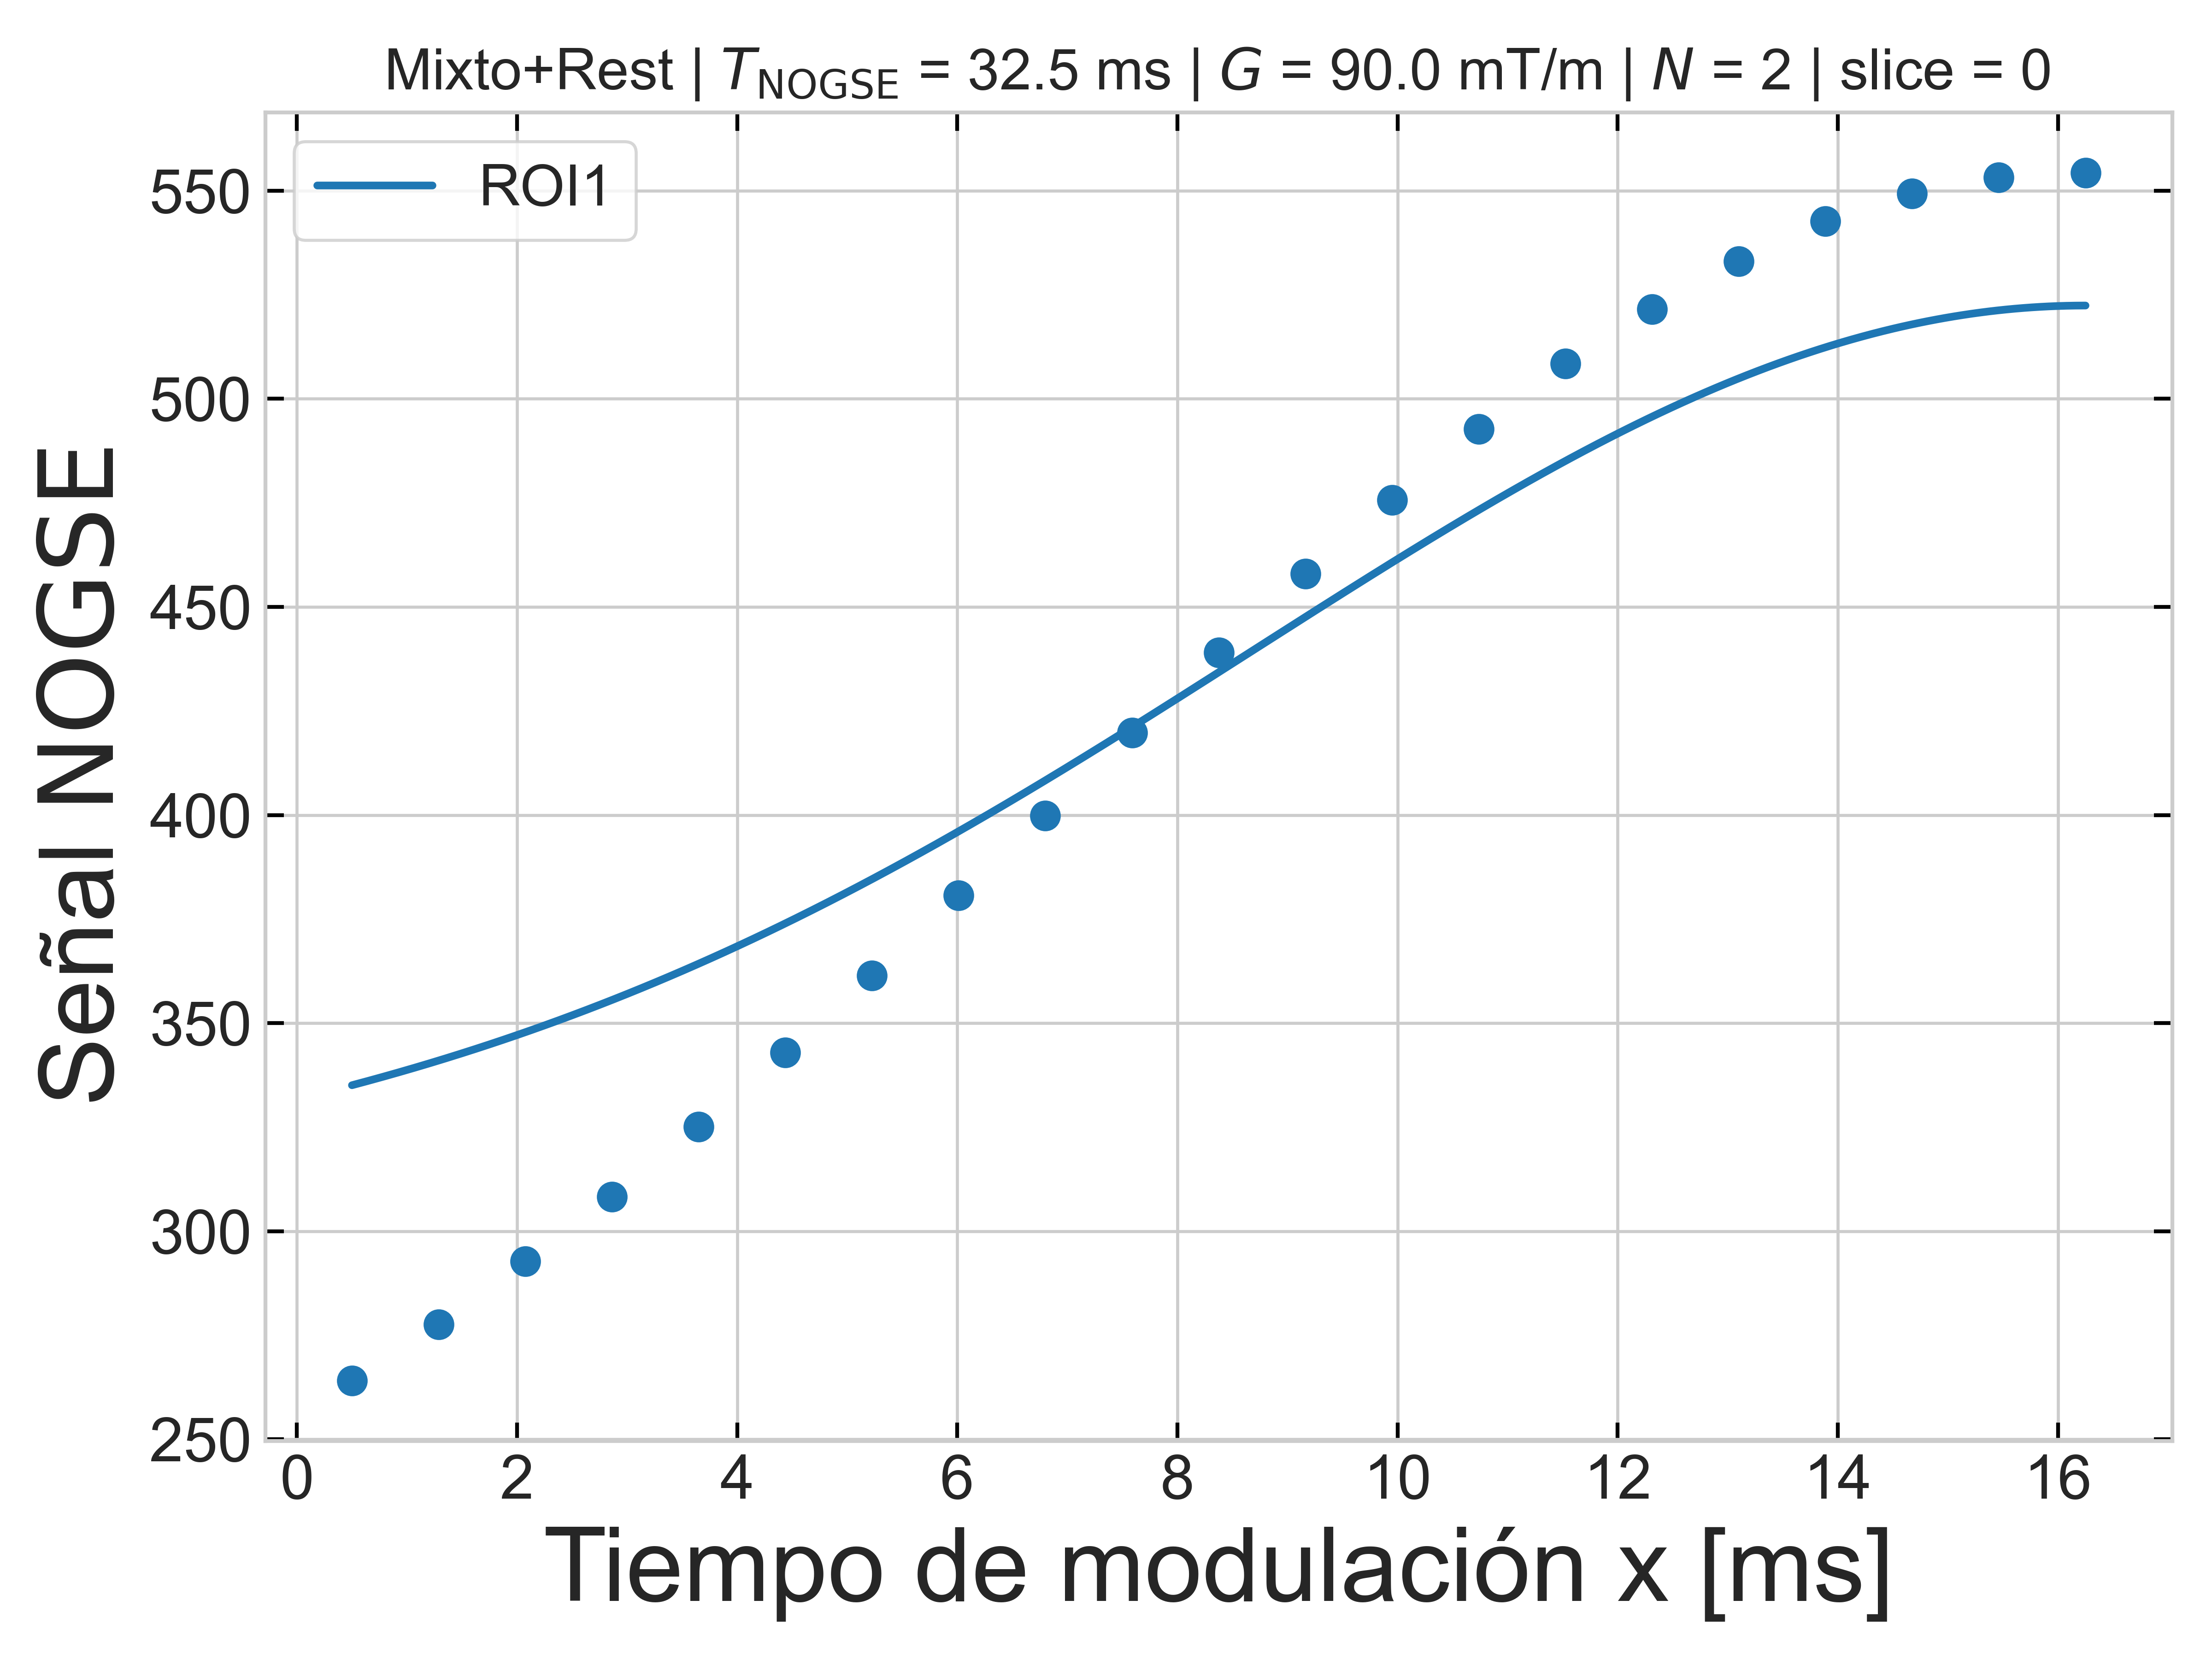 Mixto+Rest | T_NOGSE = 32.5 ms | G = 90.0 mT/m | N = 2 | slice = 0
ROI1
Señal NOGSE
550
500
450
400
350
300
250
0 2 4 6 8 10 12 14 16
Tiempo de modulación x [ms]